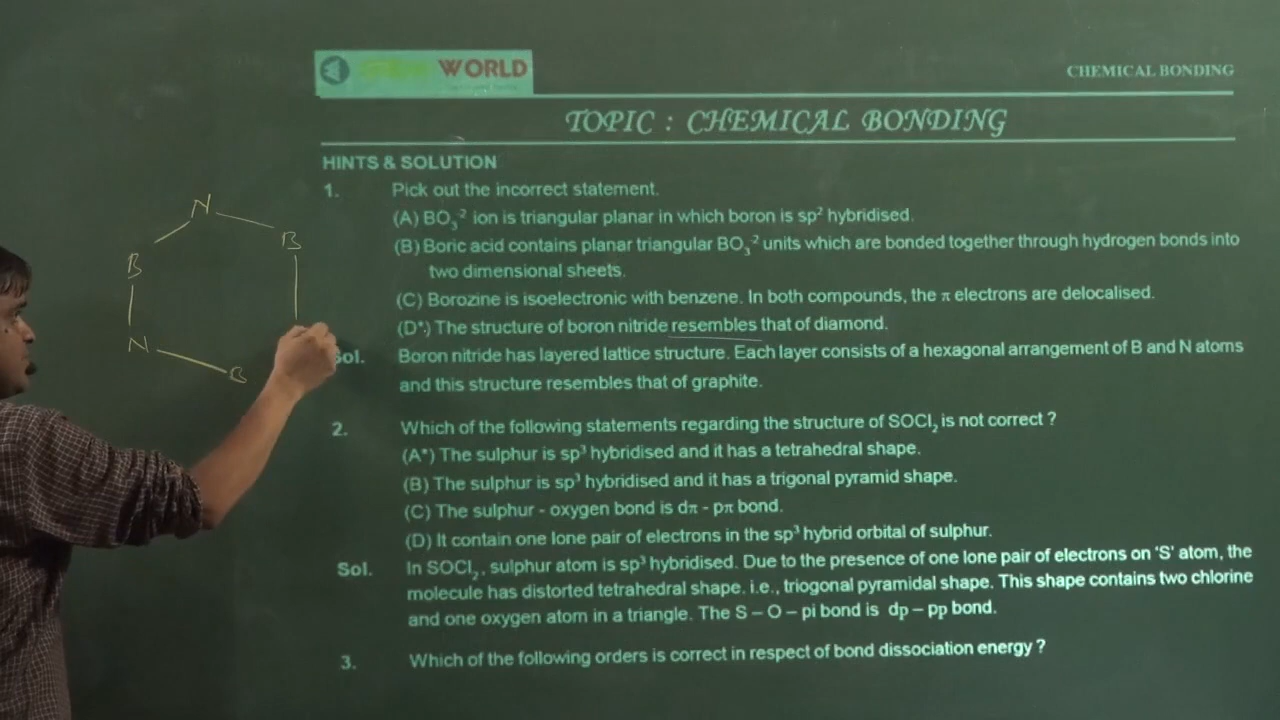 WORLD
CHEMICAL BONDING
TOPIC : CHEMICAL BONDING
HINTS & SOLUTION
1. Pick out the incorrect statement.
(A) BO₃⁻² ion is triangular planar in which boron is sp² hybridised.
(B) Boric acid contains planar triangular BO₃⁻² units which are bonded together through hydrogen bonds into
two dimensional sheets.
(C) Borozine is isoelectronic with benzene. In both compounds, the π electrons are delocalised.
(D*) The structure of boron nitride resembles that of diamond.
Sol. Boron nitride has layered lattice structure. Each layer consists of a hexagonal arrangement of B and N atoms
and this structure resembles that of graphite.
2. Which of the following statements regarding the structure of SOCl₂ is not correct ?
(A*) The sulphur is sp³ hybridised and it has a tetrahedral shape.
(B) The sulphur is sp³ hybridised and it has a trigonal pyramid shape.
(C) The sulphur - oxygen bond is dπ - pπ bond.
(D) It contain one lone pair of electrons in the sp³ hybrid orbital of sulphur.
Sol. In SOCl₂, sulphur atom is sp³ hybridised. Due to the presence of one lone pair of electrons on 'S' atom, the
molecule has distorted tetrahedral shape. i.e., triogonal pyramidal shape. This shape contains two chlorine
and one oxygen atom in a triangle. The S – O – pi bond is dp – pp bond.
3. Which of the following orders is correct in respect of bond dissociation energy ?
N
B
B
N
B